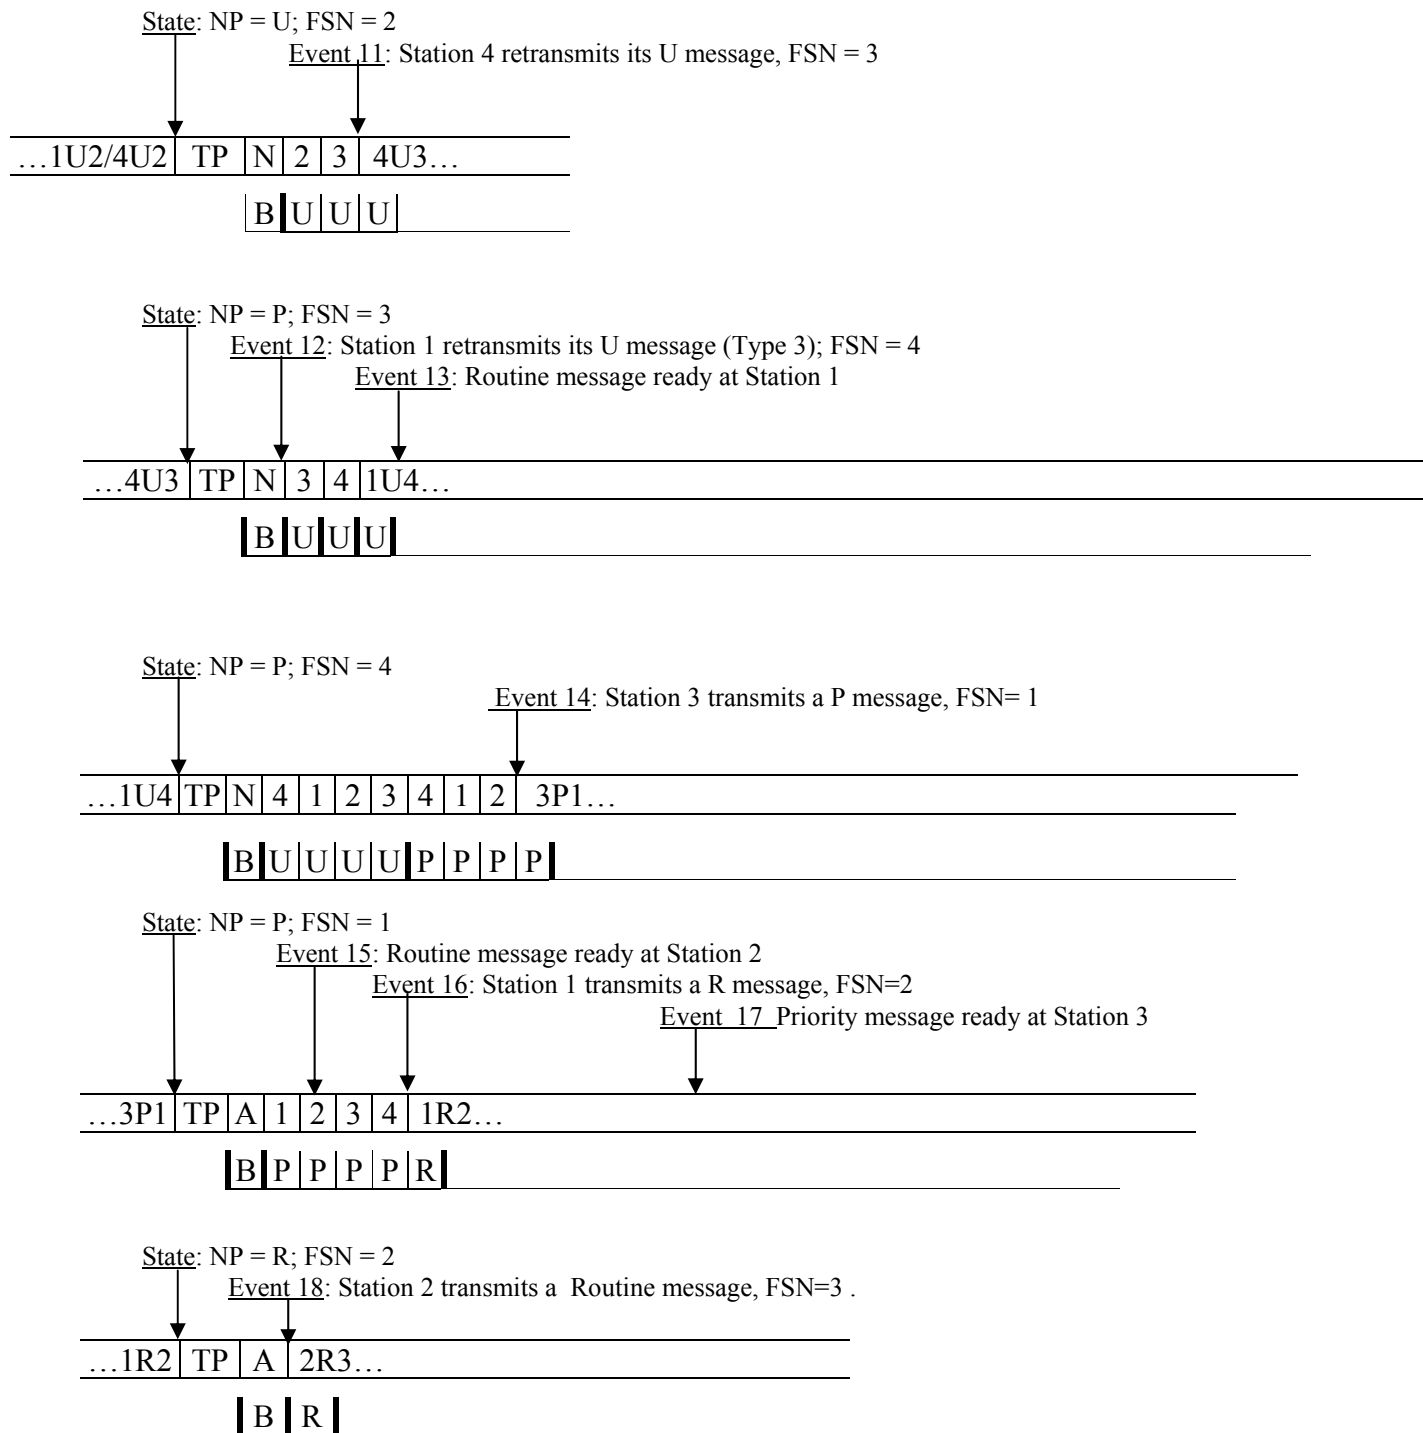 State: NP = U; FSN = 2
Event 11: Station 4 retransmits its U message, FSN = 3
…1U2/4U2 TP N 2 3 4U3…
B U U U
State: NP = P; FSN = 3
Event 12: Station 1 retransmits its U message (Type 3); FSN = 4
Event 13: Routine message ready at Station 1
…4U3 TP N 3 4 1U4…
B U U U
State: NP = P; FSN = 4
Event 14: Station 3 transmits a P message, FSN= 1
…1U4 TP N 4 1 2 3 4 1 2 3P1…
B U U U U P P P P
State: NP = P; FSN = 1
Event 15: Routine message ready at Station 2
Event 16: Station 1 transmits a R message, FSN=2
Event 17 Priority message ready at Station 3
…3P1 TP A 1 2 3 4 1R2…
B P P P P R
State: NP = R; FSN = 2
Event 18: Station 2 transmits a Routine message, FSN=3 .
…1R2 TP A 2R3…
B R